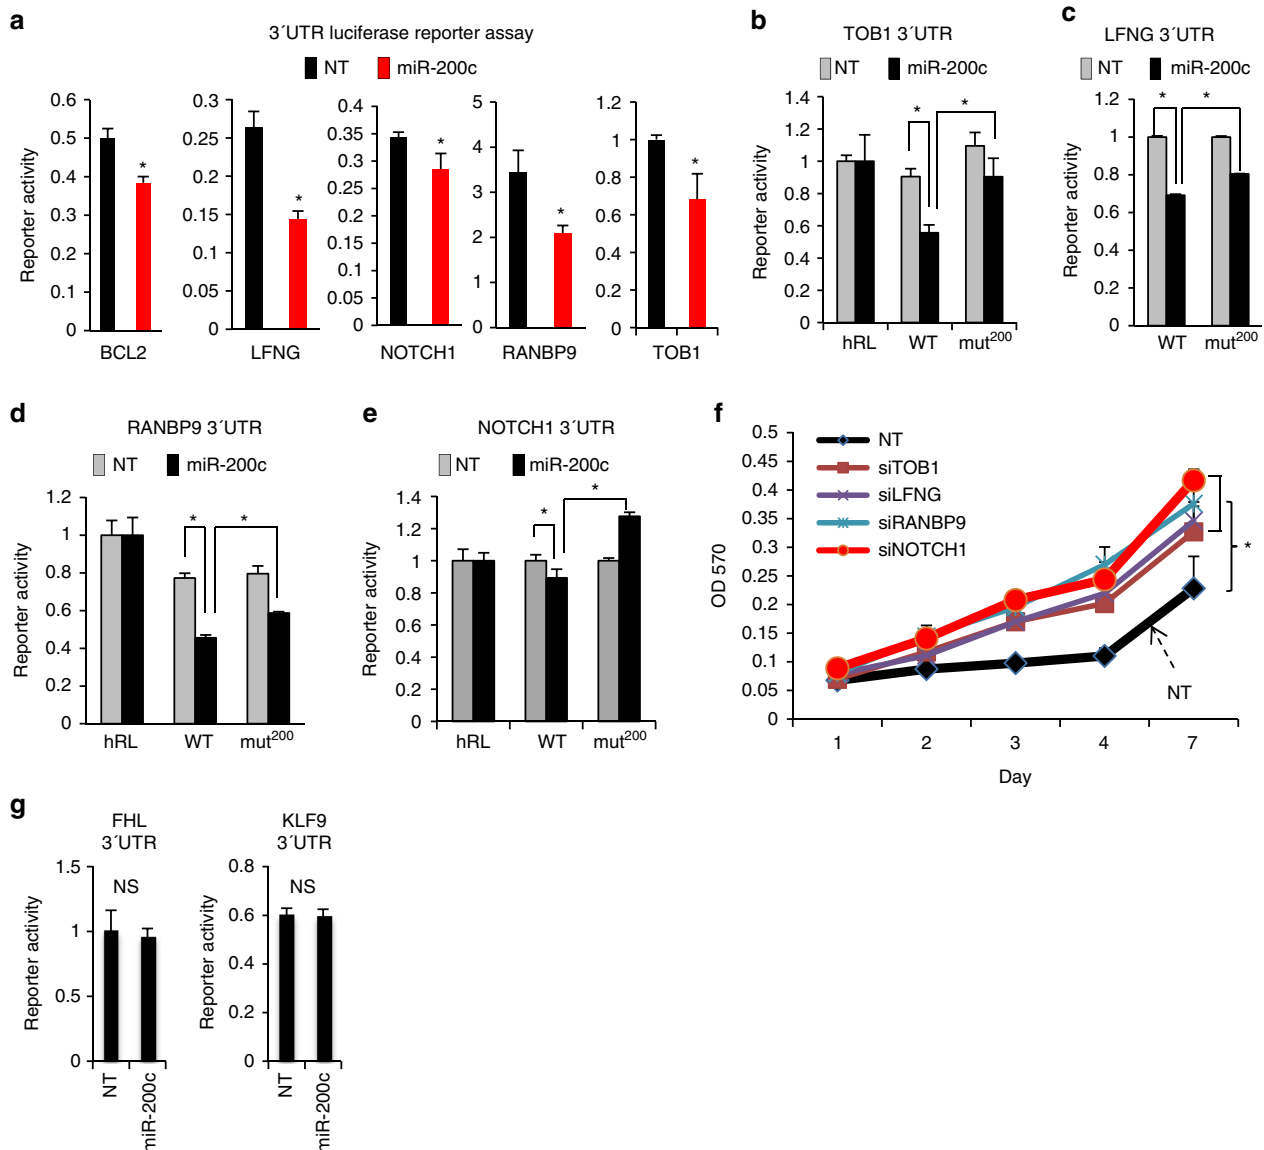 a
3´UTR luciferase reporter assay
NT miR-200c
Reporter activity
0.6
0.5
0.4
0.3
0.2
0.1
0
*
BCL2
0.3
0.25
0.2
0.15
0.1
0.05
0
*
LFNG
0.4
0.35
0.3
0.25
0.2
0.15
0.1
0.35
0
*
NOTCH1
5
4
3
2
1
0
*
RANBP9
1.2
1
0.8
0.6
0.4
0.2
0
*
TOB1
b
TOB1 3´UTR
NT miR-200c
Reporter activity
1.4
1.2
1.0
0.8
0.6
0.4
0.2
0
* *
hRL WT mut200
c
LFNG 3´UTR
NT miR-200c
Reporter activity
1.2
1
0.8
0.6
0.4
0.2
0
* *
WT mut200
d
RANBP9 3´UTR
NT miR-200c
Reporter activity
1.2
1
0.8
0.6
0.4
0.2
0
* *
hRL WT mut200
e
NOTCH1 3´UTR
NT miR-200c
Reporter activity
1.4
1.2
1
0.8
0.6
0.4
0.2
0
* *
hRL WT mut200
f
NT
siTOB1
siLFNG
siRANBP9
siNOTCH1
OD 570
0.5
0.45
0.4
0.35
0.3
0.25
0.2
0.15
0.1
0.05
0
*
NT
1 2 3 4 7
Day
g
FHL
3´UTR
NS
Reporter activity
1.5
1
0.5
0
NT
miR-200c
KLF9
3´UTR
NS
Reporter activity
0.8
0.6
0.4
0.2
0
NT
miR-200c